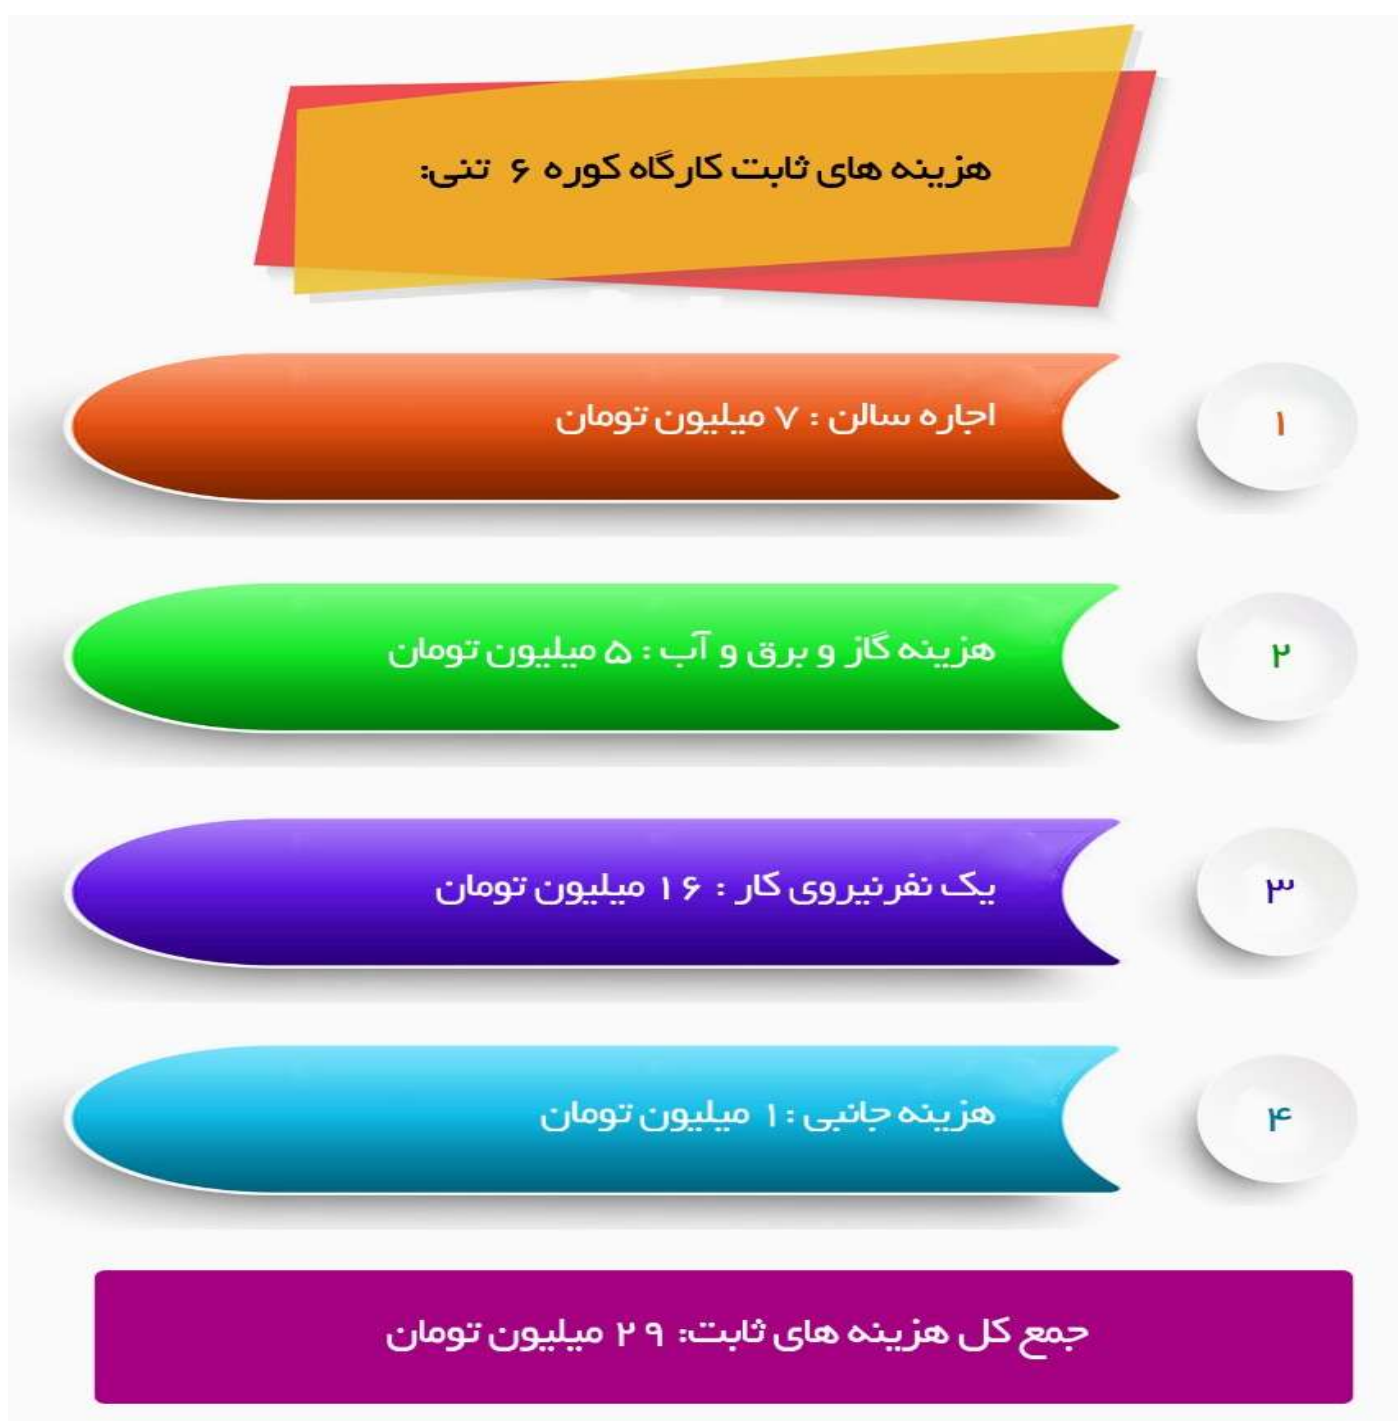 هزینه های ثابت کارگاه کوره ۶ تنی:
اجاره سالن : ۷ میلیون تومان
۱
هزینه گاز و برق و آب : ۵ میلیون تومان
۲
یک نفرنیروی کار : ۱۶ میلیون تومان
۳
هزینه جانبی : ۱ میلیون تومان
۴
جمع کل هزینه های ثابت: ۲۹ میلیون تومان